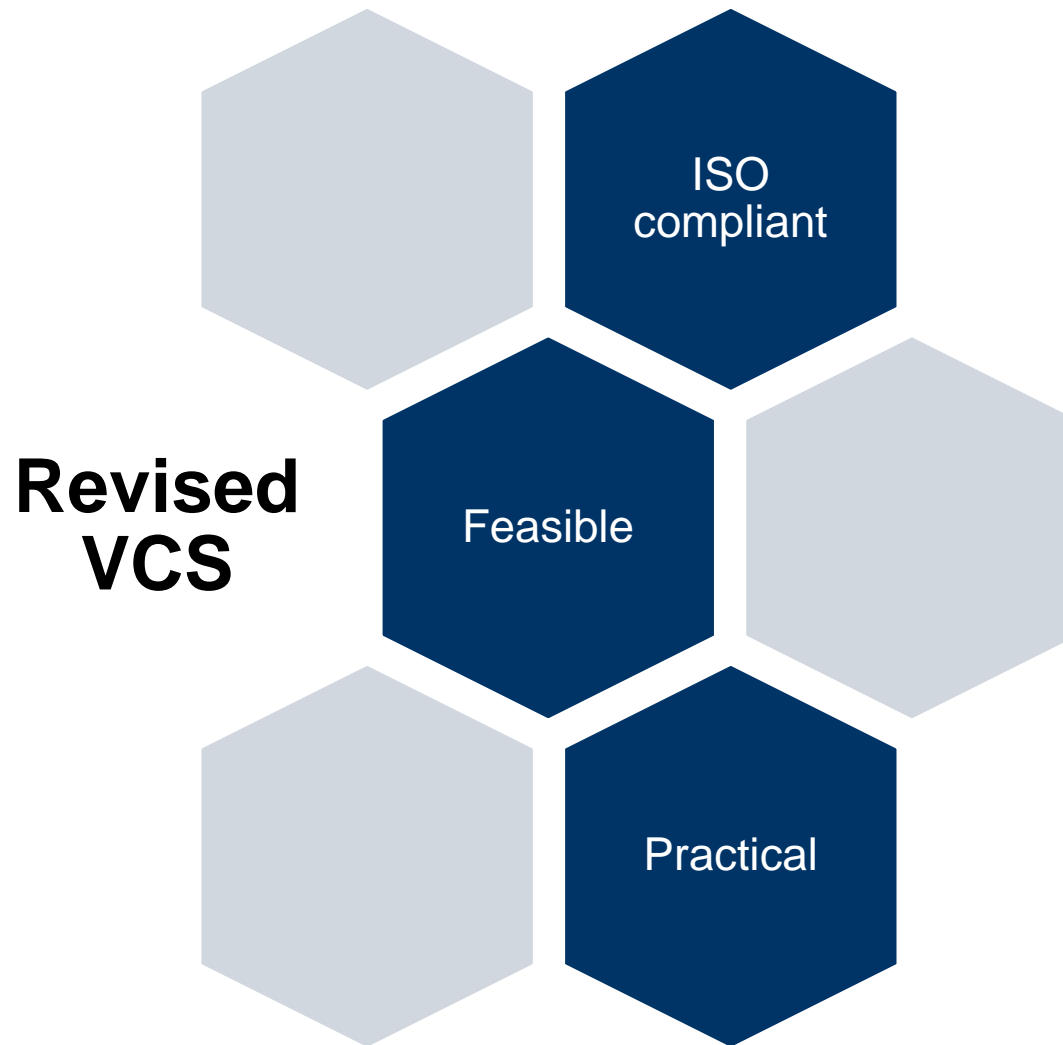 ISO
compliant
Revised
VCS
Feasible
Practical